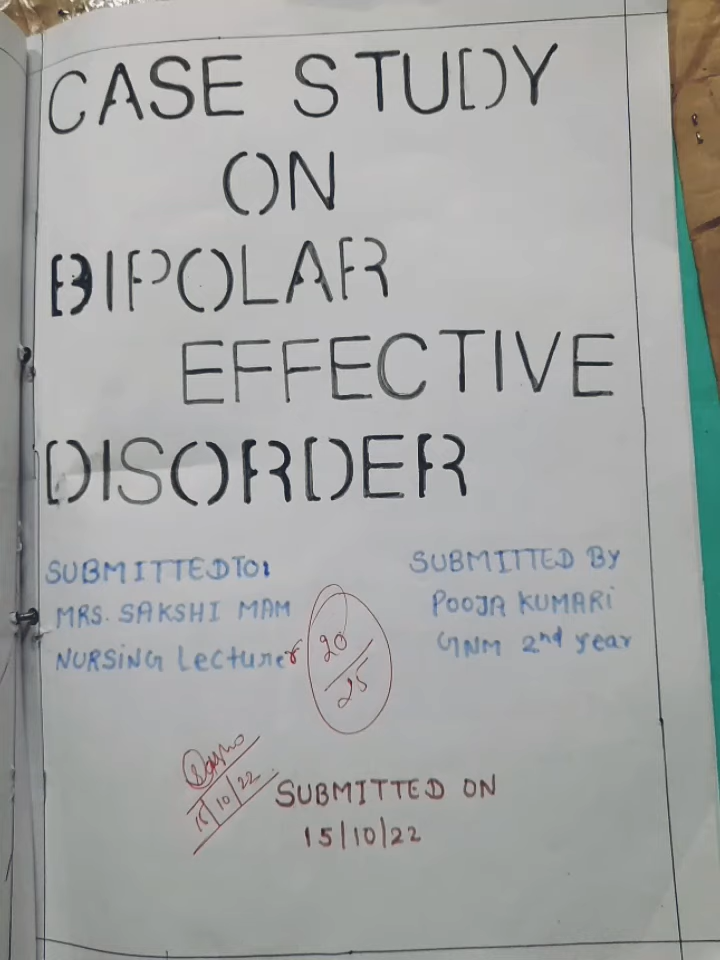 CASE STUDY
ON
BIPOLAR
EFFECTIVE
DISORDER
SUBMITTED TO:
MRS. SAKSHI MAM
NURSING Lecturer
SUBMITTED BY
POOJA KUMARi
GNM 2nd year
20/25
15/10/22
SUBMITTED ON
15/10/22